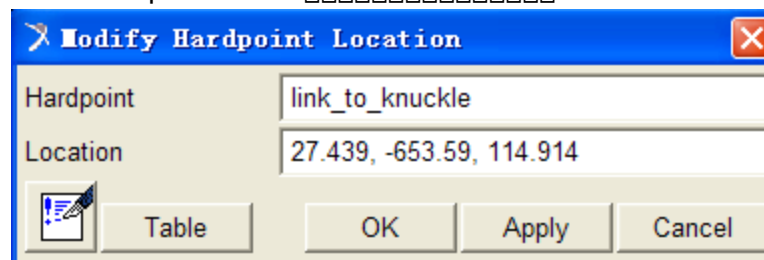 Modify Hardpoint Location
Hardpoint link_to_knuckle
Location 27.439, -653.59, 114.914
Table OK Apply Cancel